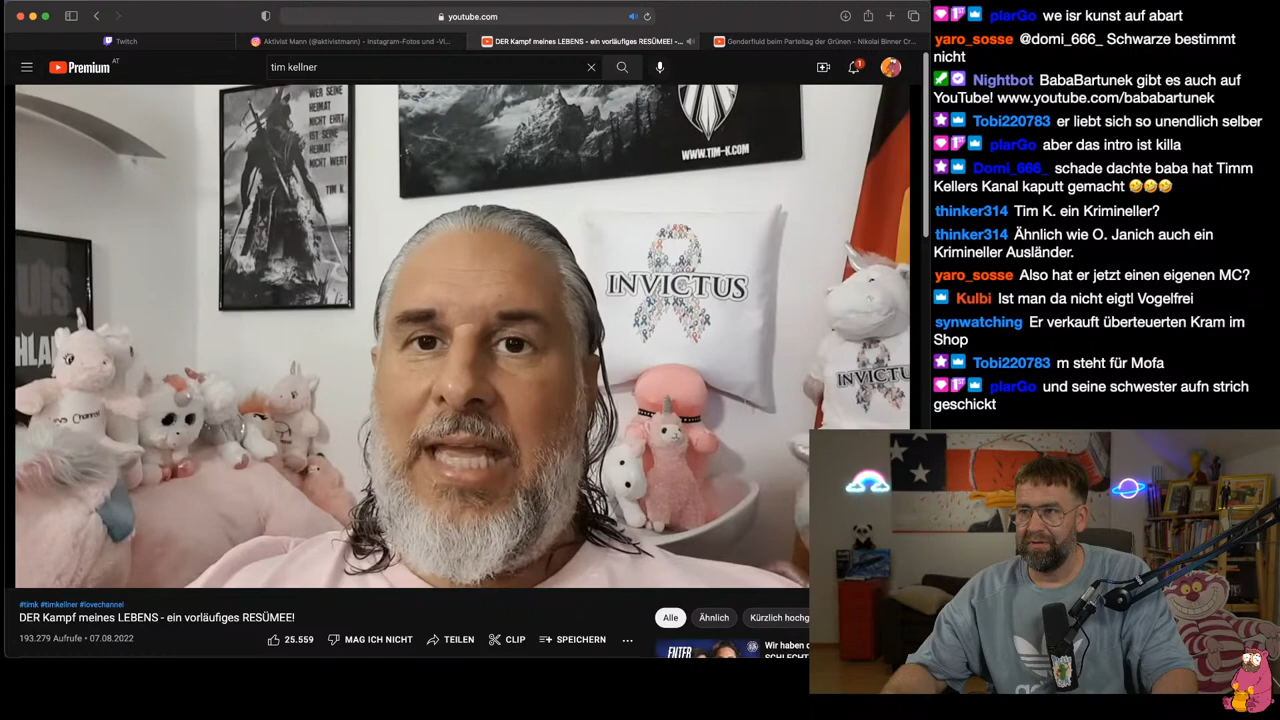 youtube.com
Twitch
Aktivist Mann (@aktivistmann) • Instagram-Fotos und -Vi...
DER Kampf meines LEBENS - ein vorläufiges RESÜMEE! -...
Genderfluid beim Parteitag der Grünen - Nikolai Binner Cr...
Premium AT
tim kellner
1
WER SEINE
HEIMAT
NICHT EHRT
IST SEINE
HEIMAT
NICHT WERT
TIM K.
WWW.TIM-K.COM
INVICTUS
INVICTUS
#timk #timkellner #lovechannel
DER Kampf meines LEBENS - ein vorläufiges RESÜMEE!
193.279 Aufrufe • 07.08.2022
25.559
MAG ICH NICHT
TEILEN
CLIP
SPEICHERN
Alle
Ähnlich
Kürzlich hochg
Wir haben d
ENTER
plarGo we isr kunst auf abart
yaro_sosse @domi_666_ Schwarze bestimmt
nicht
Nightbot BabaBartunek gibt es auch auf
YouTube! www.youtube.com/bababartunek
Tobi220783 er liebt sich so unendlich selber
plarGo aber das intro ist killa
Domi_666_ schade dachte baba hat Timm
Kellers Kanal kaputt gemacht 🤣🤣🤣
thinker314 Tim K. ein Krimineller?
thinker314 Ähnlich wie O. Janich auch ein
Krimineller Ausländer.
yaro_sosse Also hat er jetzt einen eigenen MC?
Kulbi Ist man da nicht eigtl Vogelfrei
synwatching Er verkauft überteuerten Kram im
Shop
Tobi220783 m steht für Mofa
plarGo und seine schwester aufn strich
geschickt